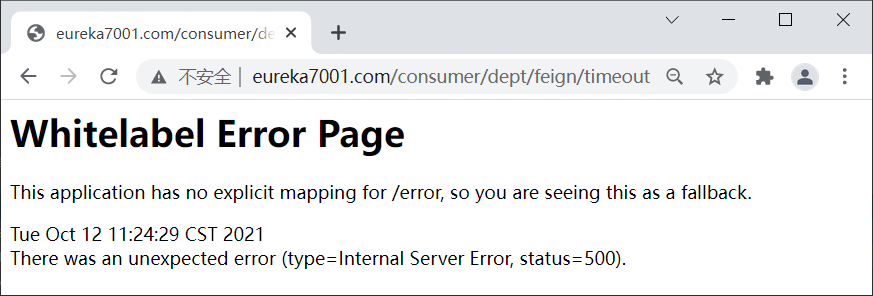 eureka7001.com/consumer/de
不安全 | eureka7001.com/consumer/dept/feign/timeout
Whitelabel Error Page
This application has no explicit mapping for /error, so you are seeing this as a fallback.
Tue Oct 12 11:24:29 CST 2021
There was an unexpected error (type=Internal Server Error, status=500).